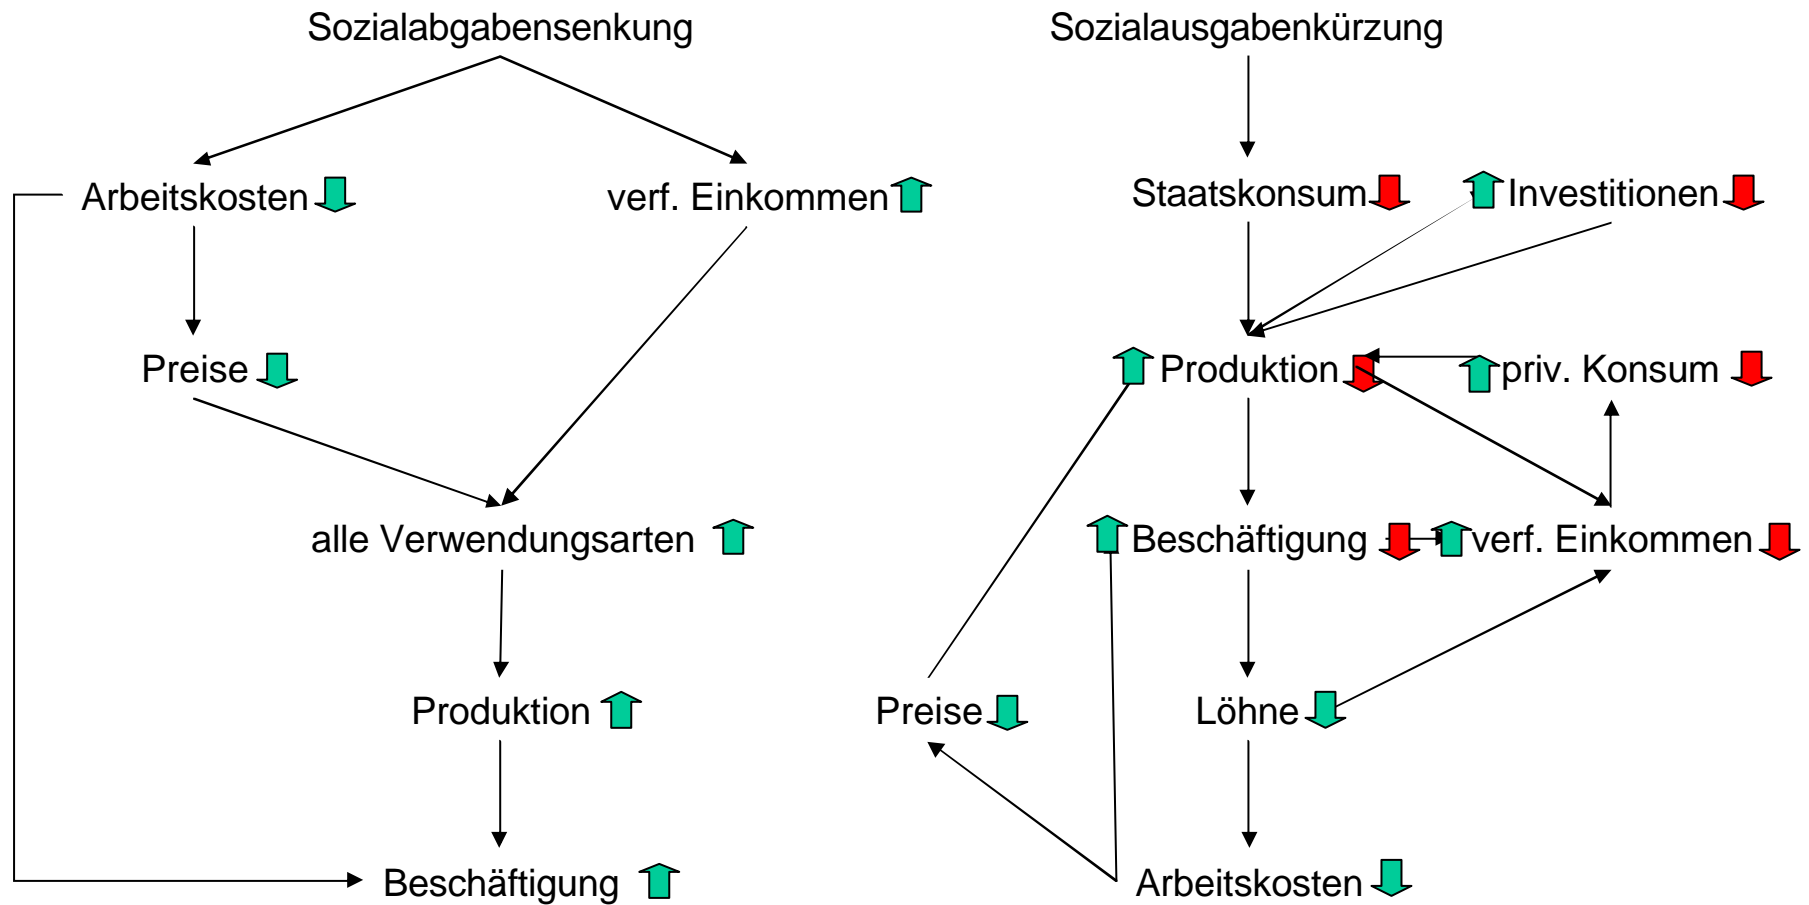 Sozialabgabensenkung
Sozialausgabenkürzung
Arbeitskosten
verf. Einkommen
Staatskonsum
Investitionen
Preise
Produktion
priv. Konsum
alle Verwendungsarten
Beschäftigung
verf. Einkommen
Produktion
Preise
Löhne
Beschäftigung
Arbeitskosten